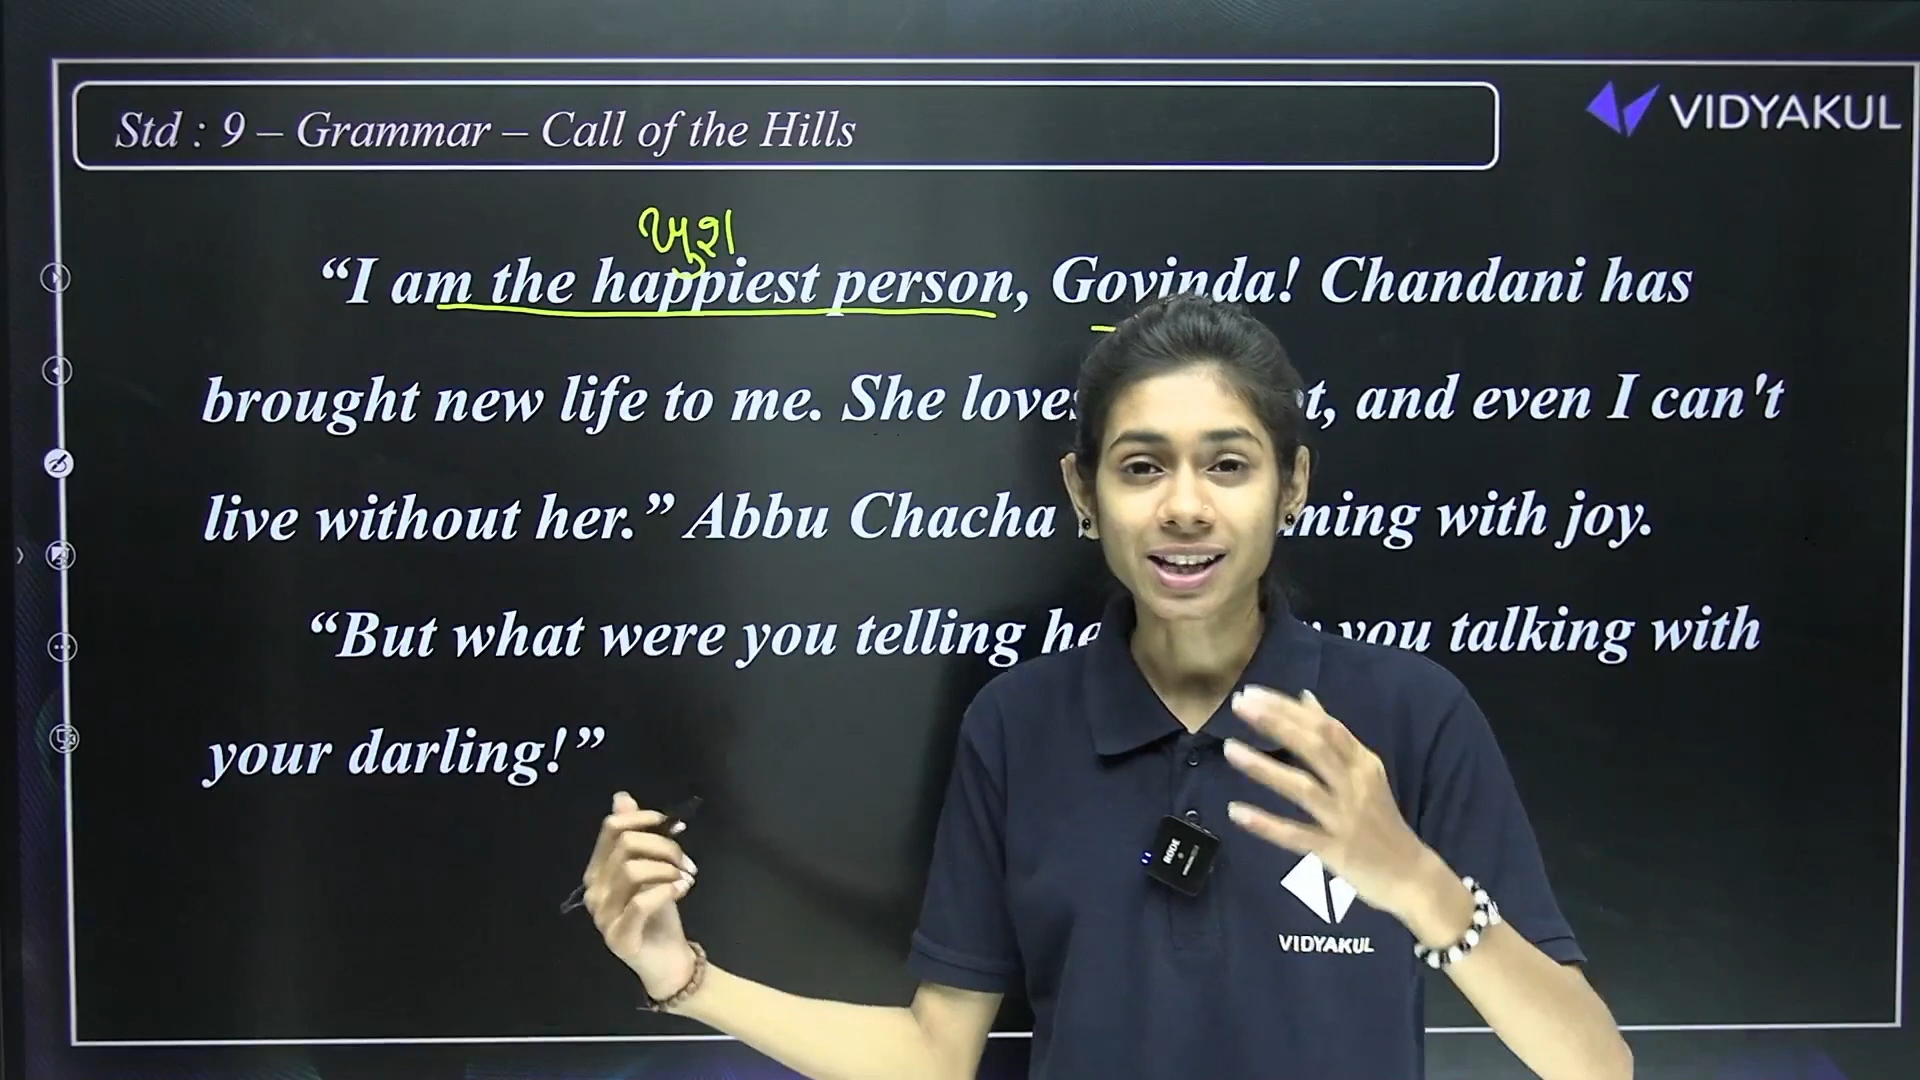 Std : 9 – Grammar – Call of the Hills
VIDYAKUL
ખુશ
“I am the happiest person, Govinda! Chandani has
brought new life to me. She loves and even I can't
live without her.” Abbu Chacha with joy.
“But what were you telling you talking with
your darling!”
RODE
VIDYAKUL